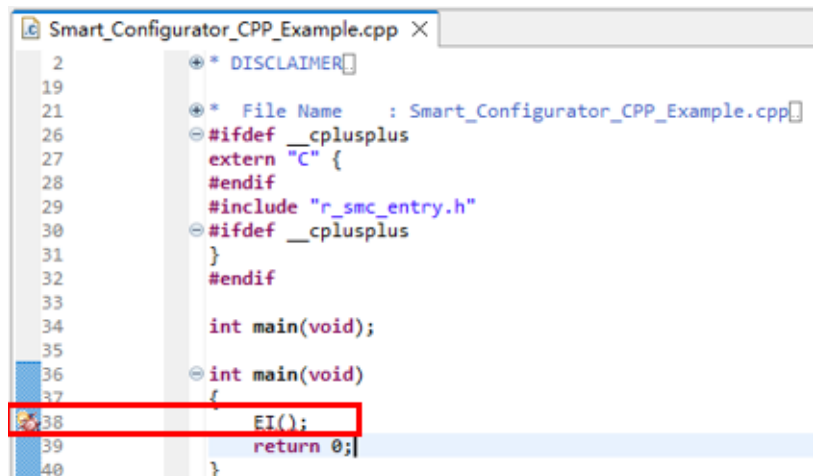 Smart_Configurator_CPP_Example.cpp
2 * DISCLAIMER
19
21 * File Name : Smart_Configurator_CPP_Example.cpp
26 #ifdef __cplusplus
27 extern "C" {
28 #endif
29 #include "r_smc_entry.h"
30 #ifdef __cplusplus
31 }
32 #endif
33
34 int main(void);
35
36 int main(void)
37 {
38 EI();
39 return 0;
40 }